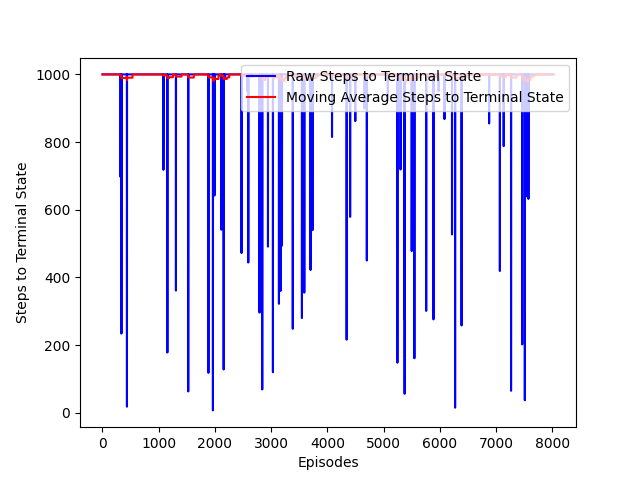 Raw Steps to Terminal State
Moving Average Steps to Terminal State
Steps to Terminal State
1000
800
600
400
200
0
0 1000 2000 3000 4000 5000 6000 7000 8000
Episodes